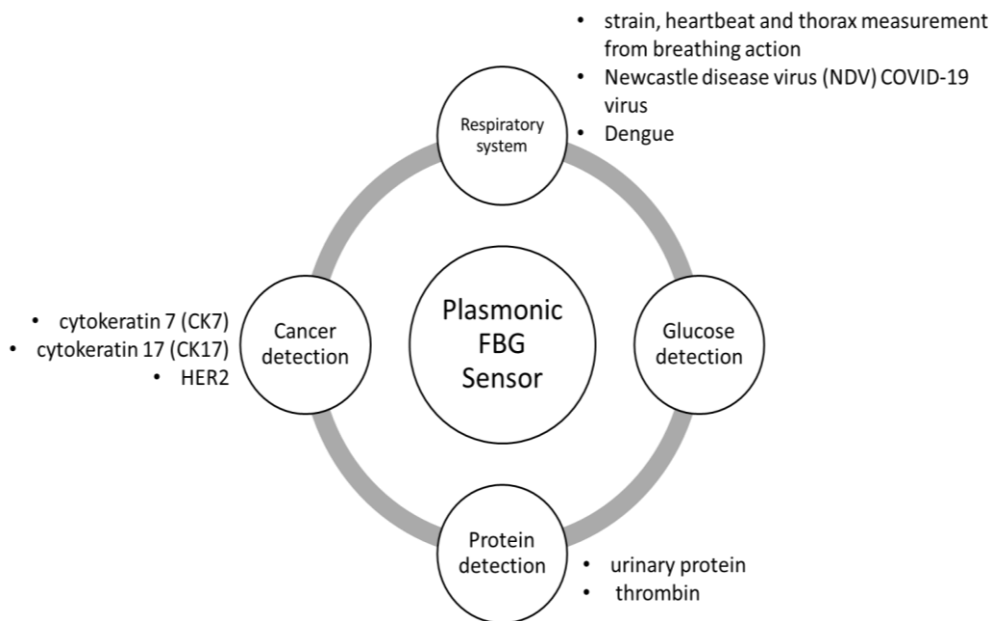 • strain, heartbeat and thorax measurement
from breathing action
• Newcastle disease virus (NDV) COVID-19
virus
• Dengue
Respiratory
system
• cytokeratin 7 (CK7)
• cytokeratin 17 (CK17)
• HER2
Cancer
detection
Plasmonic
FBG
Sensor
Glucose
detection
Protein
detection
• urinary protein
• thrombin